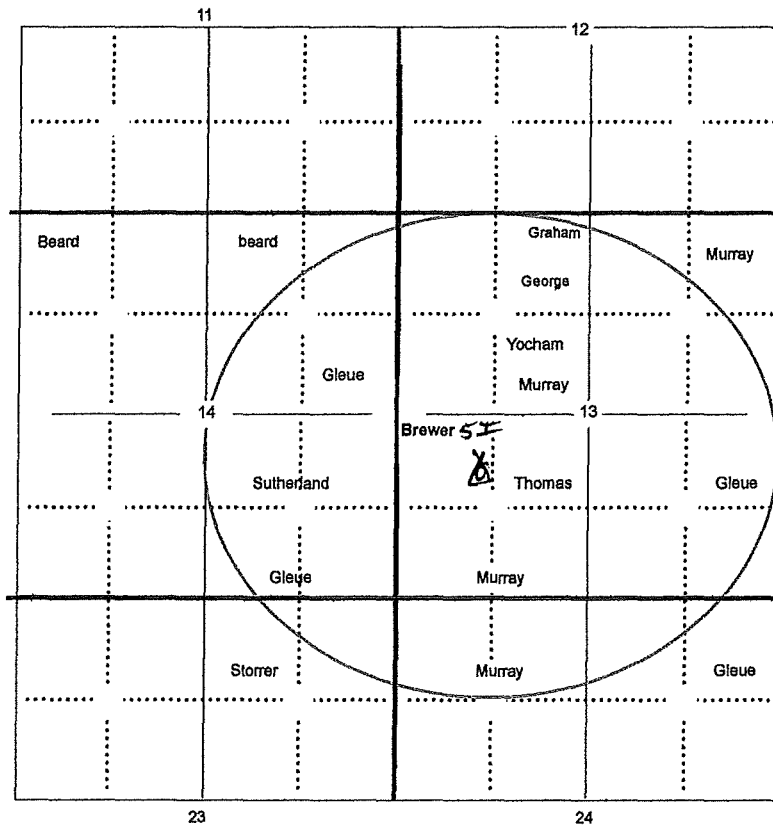 11 12
Graham
Beard beard Murray
George
Yocham
Gleue
Murray
14 13
Brewer
Sutherland Thomas Gleue
Gleue Murray
Storrer Murray Gleue
23 24